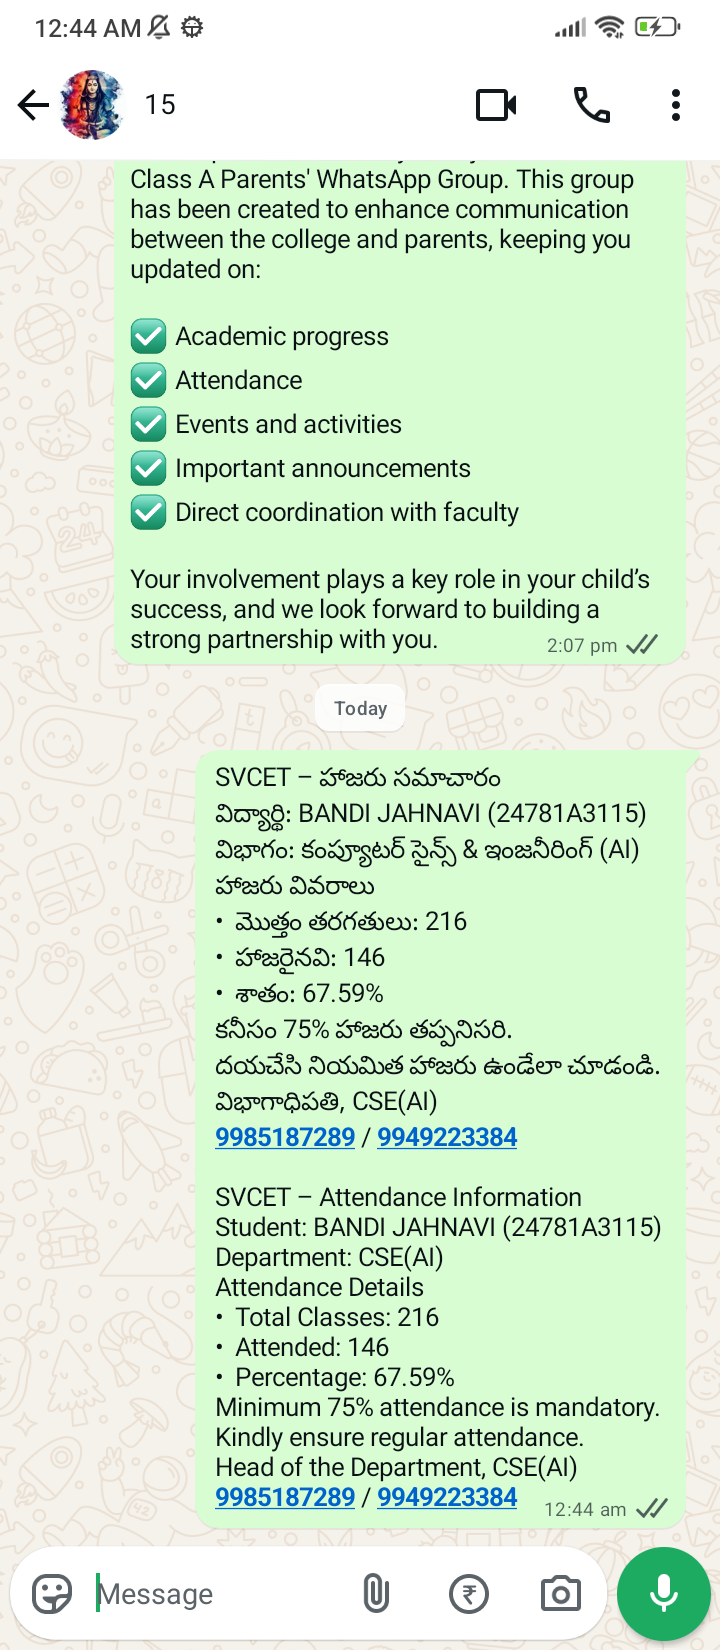 12:44 AM
15
Class A Parents' WhatsApp Group. This group
has been created to enhance communication
between the college and parents, keeping you
updated on:
✅ Academic progress
✅ Attendance
✅ Events and activities
✅ Important announcements
✅ Direct coordination with faculty
Your involvement plays a key role in your child's
success, and we look forward to building a
strong partnership with you.
2:07 pm
Today
SVCET – హాజరు సమాచారం
విద్యార్థి: BANDI JAHNAVI (24781A3115)
విభాగం: కంప్యూటర్ సైన్స్ & ఇంజనీరింగ్ (AI)
హాజరు వివరాలు
• మొత్తం తరగతులు: 216
• హాజరైనవి: 146
• శాతం: 67.59%
కనీసం 75% హాజరు తప్పనిసరి.
దయచేసి నియమిత హాజరు ఉండేలా చూడండి.
విభాగాధిపతి, CSE(AI)
9985187289 / 9949223384
SVCET – Attendance Information
Student: BANDI JAHNAVI (24781A3115)
Department: CSE(AI)
Attendance Details
• Total Classes: 216
• Attended: 146
• Percentage: 67.59%
Minimum 75% attendance is mandatory.
Kindly ensure regular attendance.
Head of the Department, CSE(AI)
9985187289 / 9949223384
12:44 am
Message